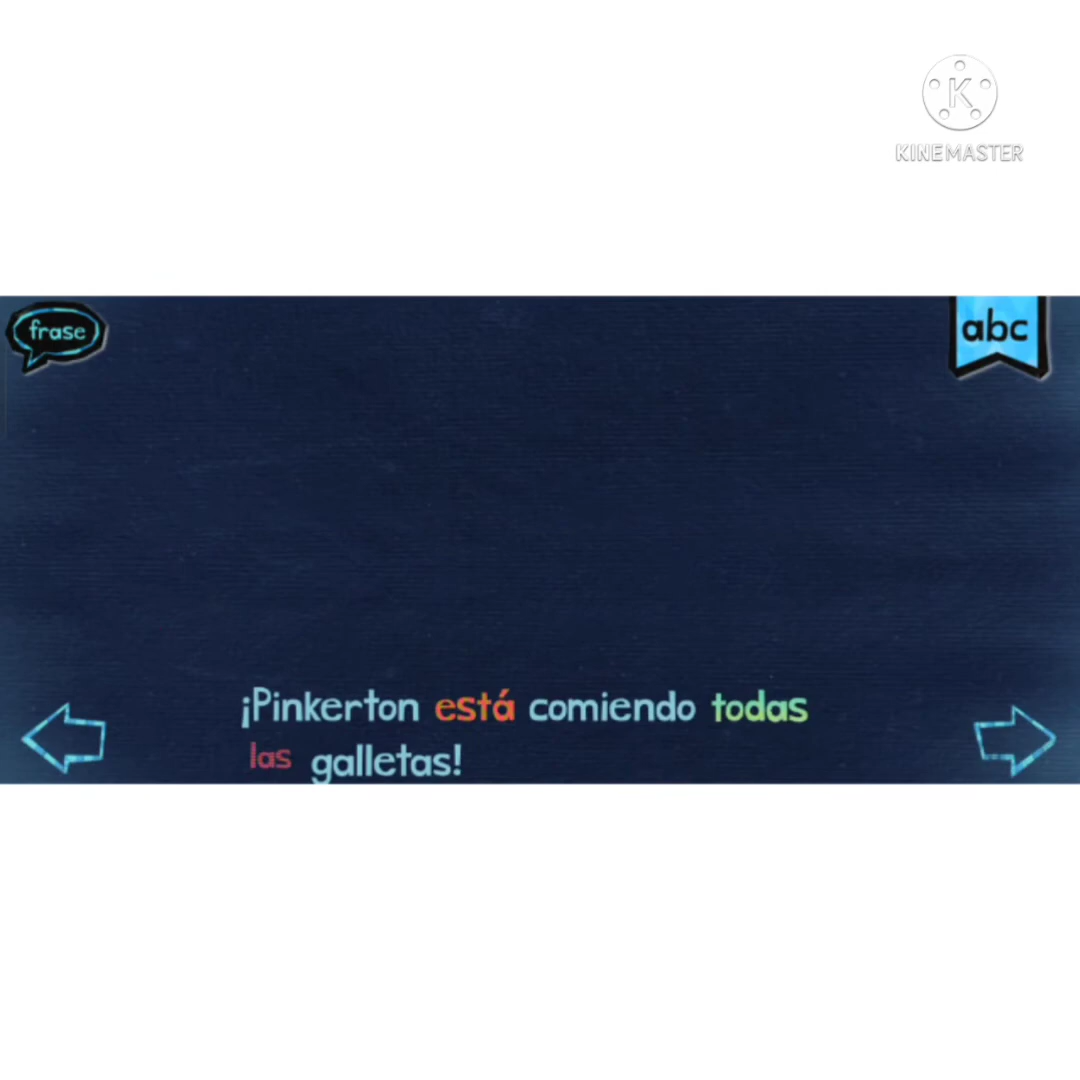 KINEMASTER
frase
abc
¡Pinkerton está comiendo todas
las galletas!